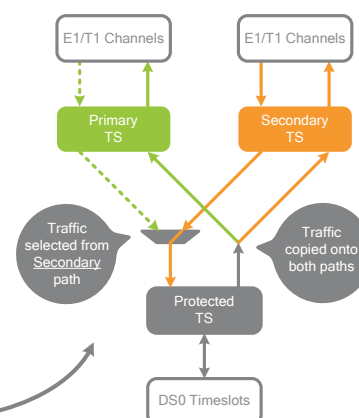 E1/T1 Channels
E1/T1 Channels
Primary
TS
Secondary
TS
Traffic
selected from
Secondary
path
Traffic
copied onto
both paths
Protected
TS
DS0 Timeslots